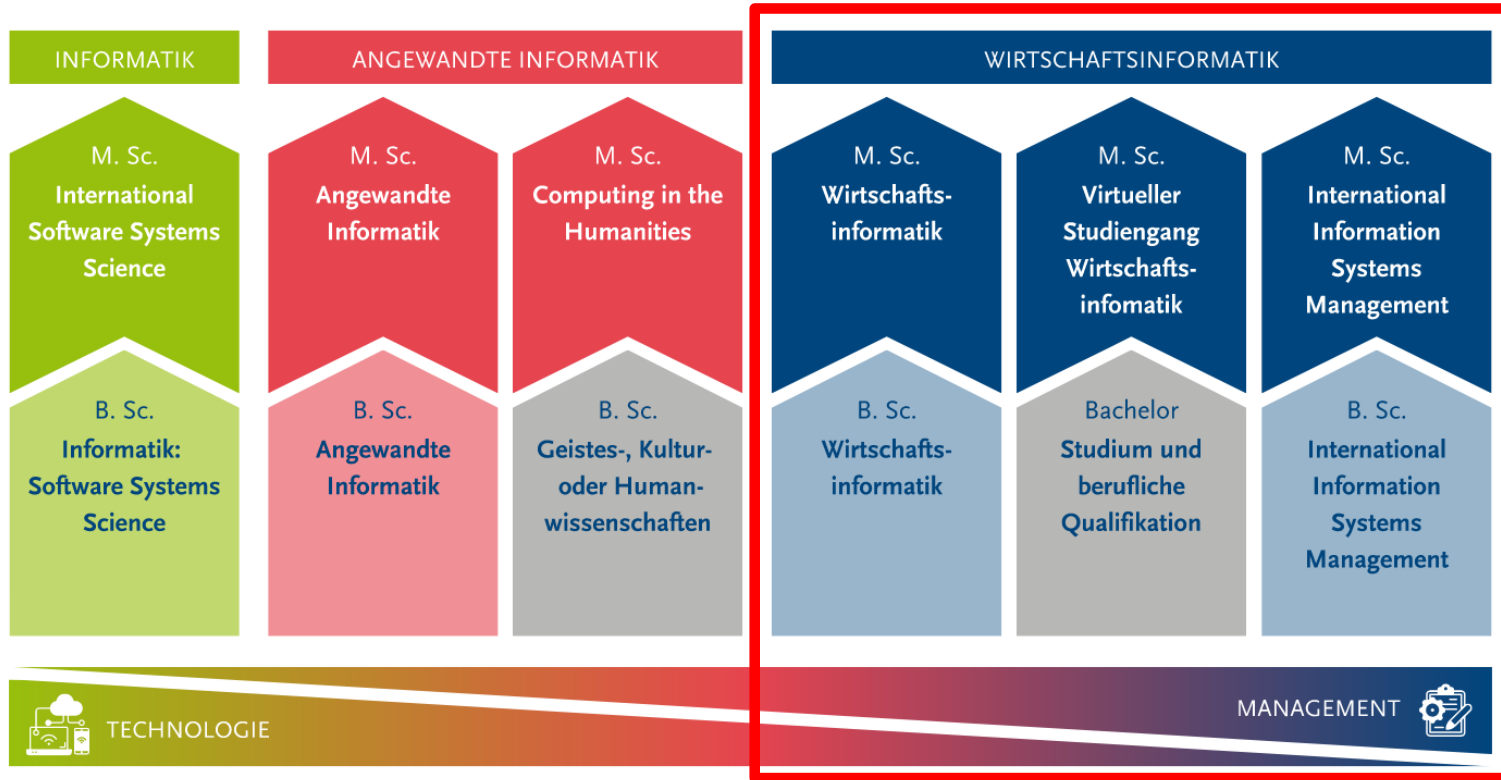 INFORMATIK
ANGEWANDTE INFORMATIK
WIRTSCHAFTSINFORMATIK
M. Sc.
International
Software Systems
Science
M. Sc.
Angewandte
Informatik
M. Sc.
Computing in the
Humanities
M. Sc.
Wirtschafts-
informatik
M. Sc.
Virtueller
Studiengang
Wirtschafts-
infomatik
M. Sc.
International
Information
Systems
Management
B. Sc.
Informatik:
Software Systems
Science
B. Sc.
Angewandte
Informatik
B. Sc.
Geistes-, Kultur-
oder Human-
wissenschaften
B. Sc.
Wirtschafts-
informatik
Bachelor
Studium und
berufliche
Qualifikation
B. Sc.
International
Information
Systems
Management
TECHNOLOGIE
MANAGEMENT